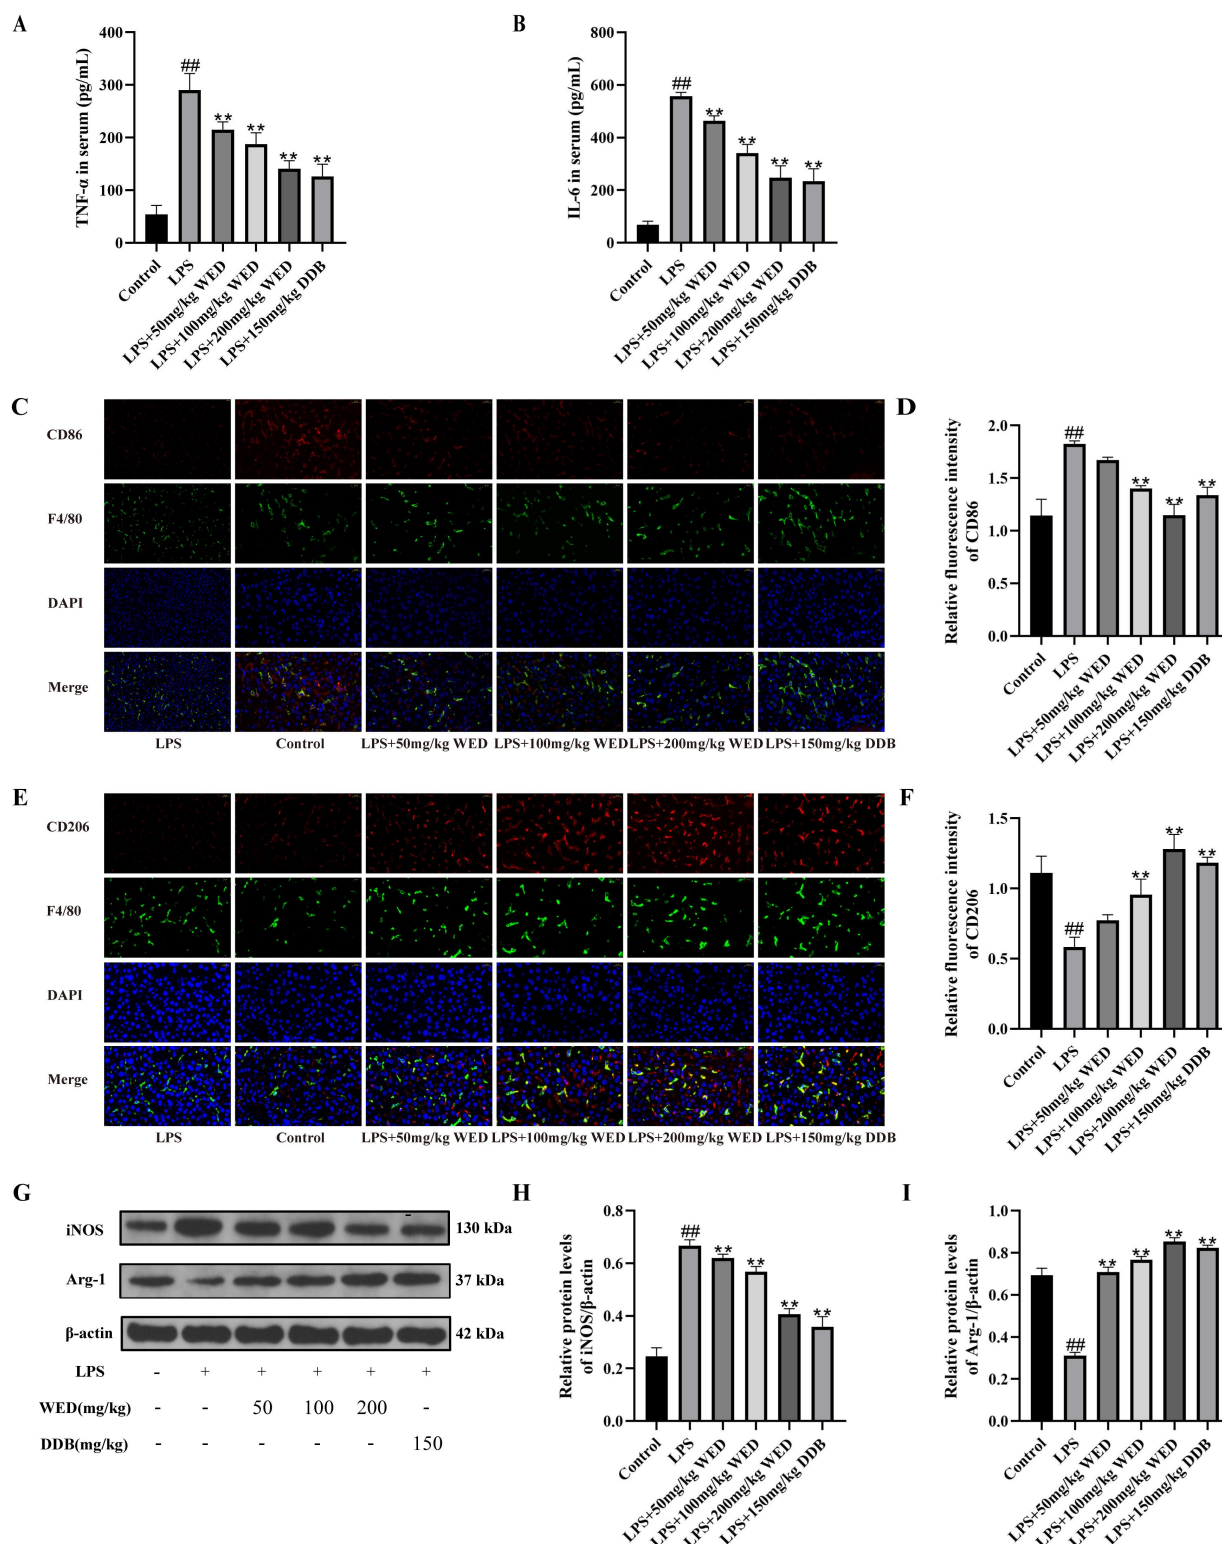 A
TNF-α in serum (pg/mL)
400
300
200
100
0
##
**
**
**
**
Control
LPS
LPS+50mg/kg WED
LPS+100mg/kg WED
LPS+200mg/kg WED
LPS+150mg/kg DDB
B
IL-6 in serum (pg/mL)
800
600
400
200
0
##
**
**
**
**
Control
LPS
LPS+50mg/kg WED
LPS+100mg/kg WED
LPS+200mg/kg WED
LPS+150mg/kg DDB
C
CD86
F4/80
DAPI
Merge
LPS
Control
LPS+50mg/kg WED
LPS+100mg/kg WED
LPS+200mg/kg WED
LPS+150mg/kg DDB
D
Relative fluorescence intensity
of CD86
2.0
1.5
1.0
0.5
0.0
##
**
**
**
Control
LPS
LPS+50mg/kg WED
LPS+100mg/kg WED
LPS+200mg/kg WED
LPS+150mg/kg DDB
E
CD206
F4/80
DAPI
Merge
LPS
Control
LPS+50mg/kg WED
LPS+100mg/kg WED
LPS+200mg/kg WED
LPS+150mg/kg DDB
F
Relative fluorescence intensity
of CD206
1.5
1.0
0.5
0.0
##
**
**
**
Control
LPS
LPS+50mg/kg WED
LPS+100mg/kg WED
LPS+200mg/kg WED
LPS+150mg/kg DDB
G
iNOS 130 kDa
Arg-1 37 kDa
β-actin 42 kDa
LPS - + + + + +
WED(mg/kg) - - 50 100 200 -
DDB(mg/kg) - - - - - 150
H
Relative protein levels
of iNOS/β-actin
0.8
0.6
0.4
0.2
0.0
##
**
**
**
**
Control
LPS
LPS+50mg/kg WED
LPS+100mg/kg WED
LPS+200mg/kg WED
LPS+150mg/kg DDB
I
Relative protein levels
of Arg-1/β-actin
1.0
0.8
0.6
0.4
0.2
0.0
##
**
**
**
**
Control
LPS
LPS+50mg/kg WED
LPS+100mg/kg WED
LPS+200mg/kg WED
LPS+150mg/kg DDB